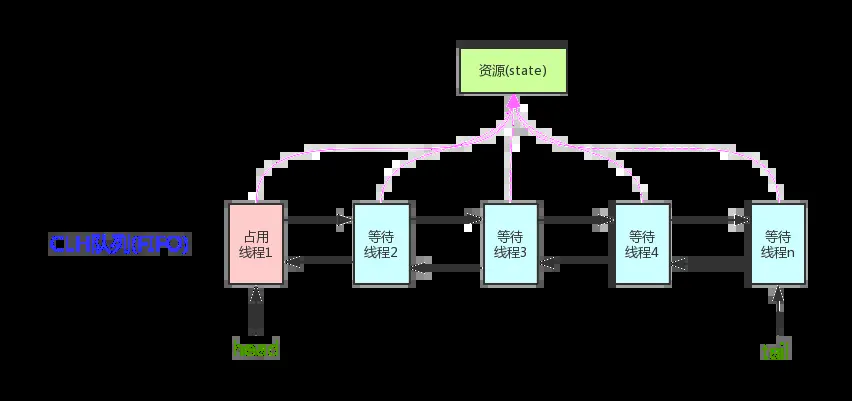 资源(state)
CLH队列(FIFO)
占用
线程1
等待
线程2
等待
线程3
等待
线程4
等待
线程n
head
tail